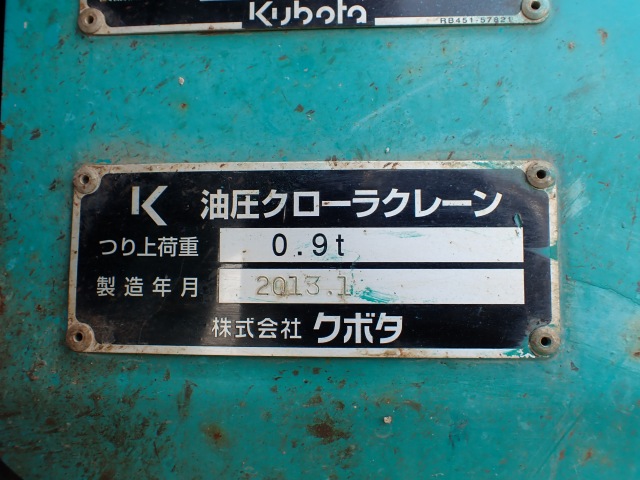 Kubota
RB451-5762
油圧クローラクレーン
つり上荷重 0.9t
製造年月 2013.1
株式会社 クボタ